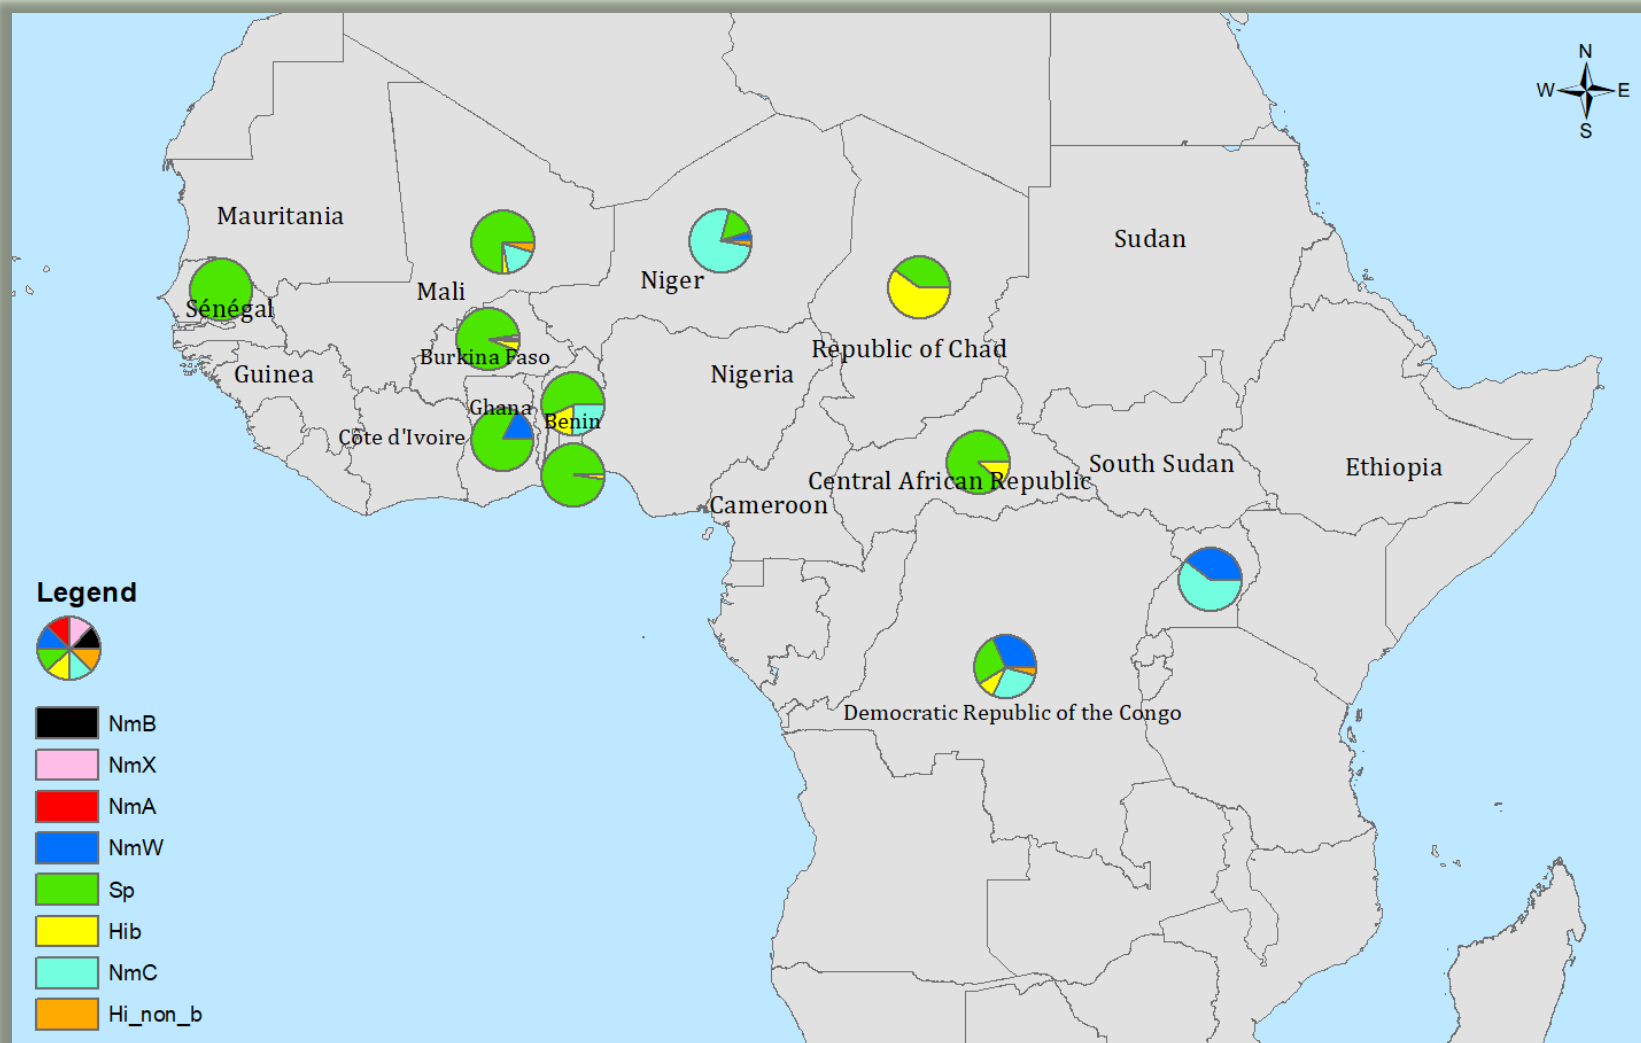 N
W
E
S
Mauritania
Sudan
Mali
Niger
Sénégal
Republic of Chad
Burkina Faso
Guinea
Nigeria
Ghana
Benin
Côte d'Ivoire
South Sudan
Ethiopia
Central African Republic
Cameroon
Democratic Republic of the Congo
Legend
NmB
NmX
NmA
NmW
Sp
Hib
NmC
Hi_non_b